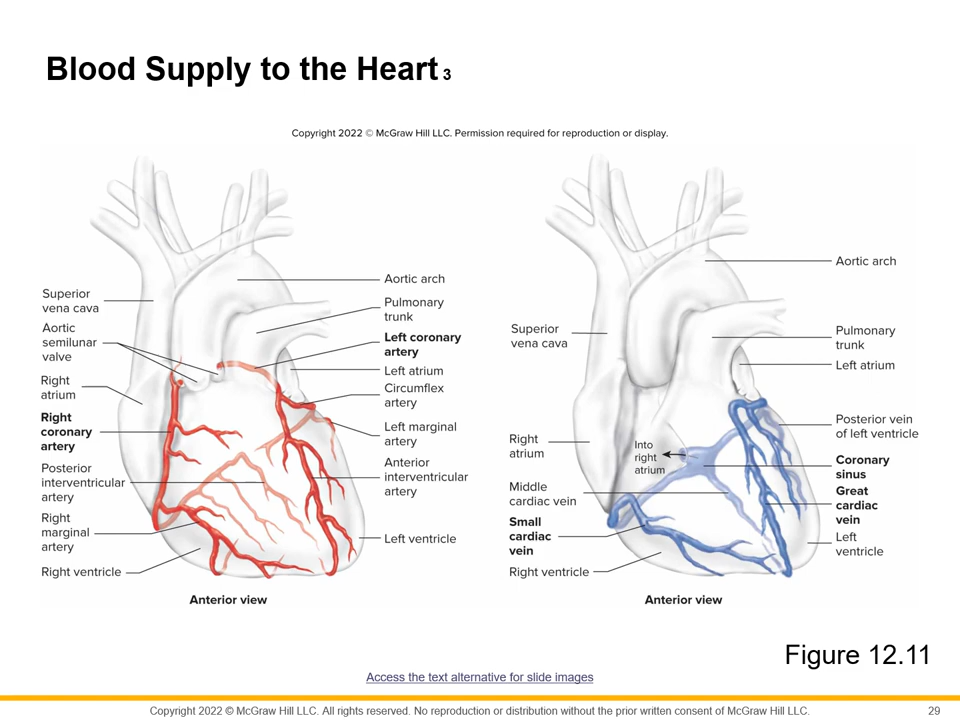 Blood Supply to the Heart 3
Copyright 2022 © McGraw Hill LLC. Permission required for reproduction or display.
Superior
vena cava
Aortic
semilunar
valve
Right
atrium
Right
coronary
artery
Posterior
interventricular
artery
Right
marginal
artery
Right ventricle
Aortic arch
Pulmonary
trunk
Left coronary
artery
Left atrium
Circumflex
artery
Left marginal
artery
Anterior
interventricular
artery
Left ventricle
Anterior view
Superior
vena cava
Right
atrium
Middle
cardiac vein
Small
cardiac
vein
Right ventricle
Into
right
atrium
Aortic arch
Pulmonary
trunk
Left atrium
Posterior vein
of left ventricle
Coronary
sinus
Great
cardiac
vein
Left
ventricle
Anterior view
Figure 12.11
Access the text alternative for slide images
Copyright 2022 © McGraw Hill LLC. All rights reserved. No reproduction or distribution without the prior written consent of McGraw Hill LLC.
29